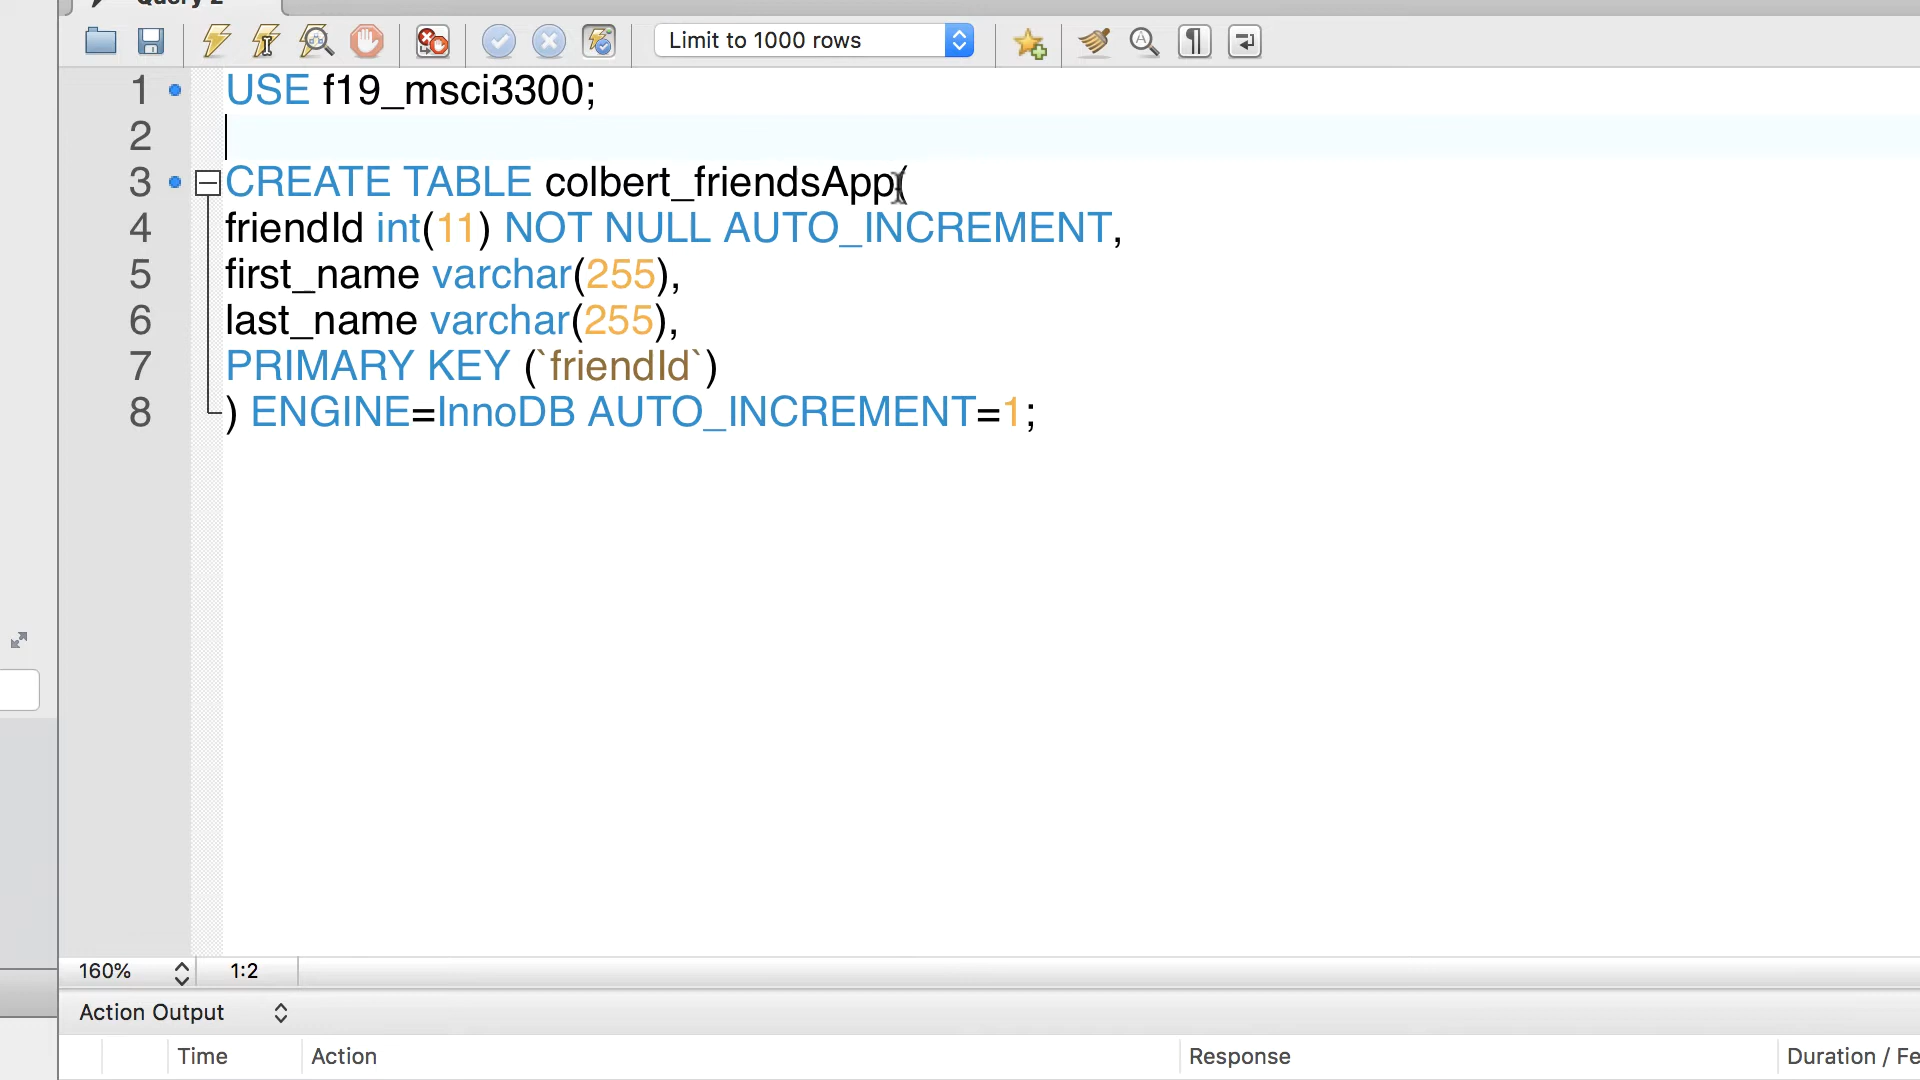 Query 2
Limit to 1000 rows
1 USE f19_msci3300;
2
3 CREATE TABLE colbert_friendsApp(
4 friendId int(11) NOT NULL AUTO_INCREMENT,
5 first_name varchar(255),
6 last_name varchar(255),
7 PRIMARY KEY (`friendId`)
8 ) ENGINE=InnoDB AUTO_INCREMENT=1;
160% 1:2
Action Output
Time Action Response Duration / Fe